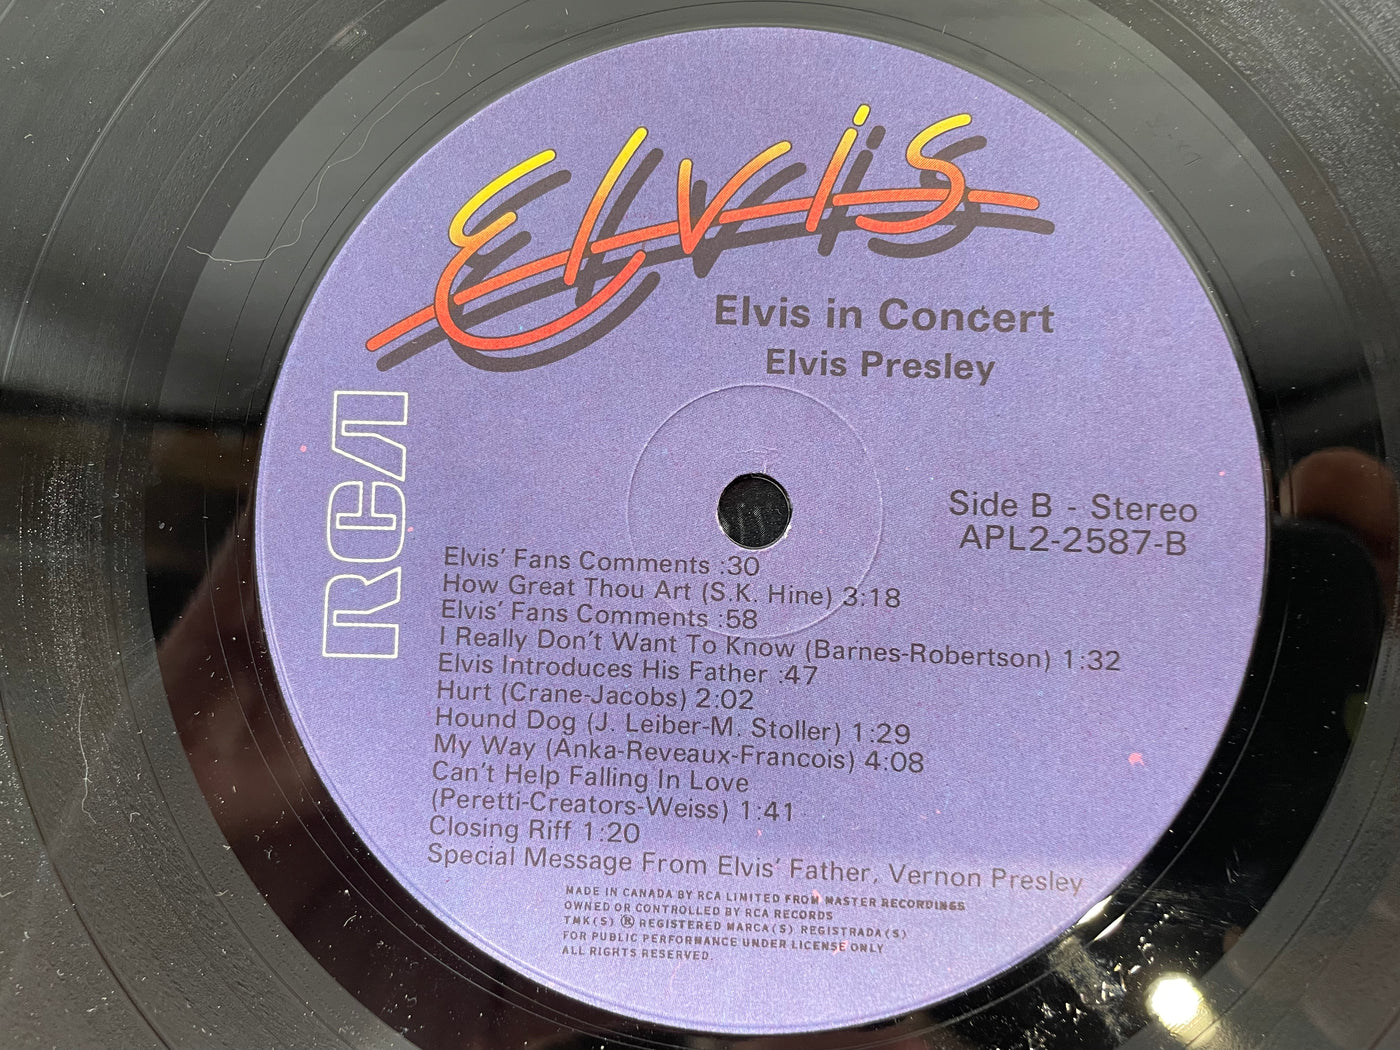 Elvis
Elvis in Concert
Elvis Presley
RCA
Side B - Stereo
APL2-2587-B
Elvis' Fans Comments :30
How Great Thou Art (S.K. Hine) 3:18
Elvis' Fans Comments :58
I Really Don't Want To Know (Barnes-Robertson) 1:32
Elvis Introduces His Father :47
Hurt (Crane-Jacobs) 2:02
Hound Dog (J. Leiber-M. Stoller) 1:29
My Way (Anka-Reveaux-Francois) 4:08
Can't Help Falling In Love
(Peretti-Creators-Weiss) 1:41
Closing Riff 1:20
Special Message From Elvis' Father, Vernon Presley
MADE IN CANADA BY RCA LIMITED FROM MASTER RECORDINGS
OWNED OR CONTROLLED BY RCA RECORDS
TMK(S) ® REGISTERED MARCA(S) REGISTRADA(S)
FOR PUBLIC PERFORMANCE UNDER LICENSE ONLY
ALL RIGHTS RESERVED.